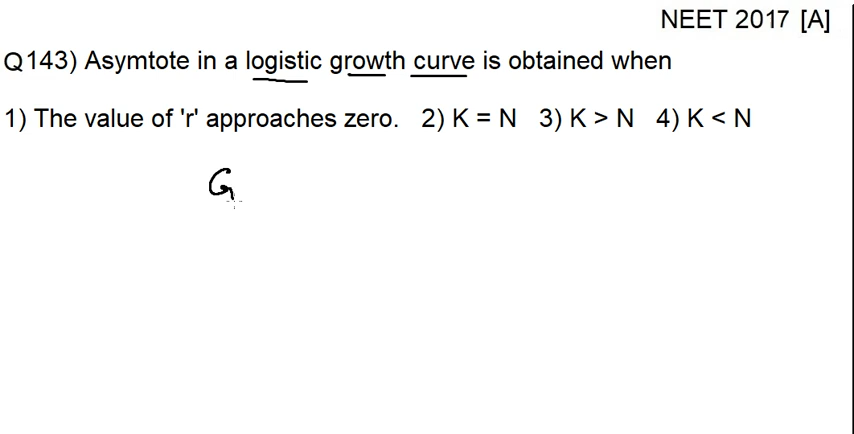 NEET 2017 [A]
Q143) Asymtote in a logistic growth curve is obtained when
1) The value of 'r' approaches zero. 2) K = N 3) K > N 4) K < N
G